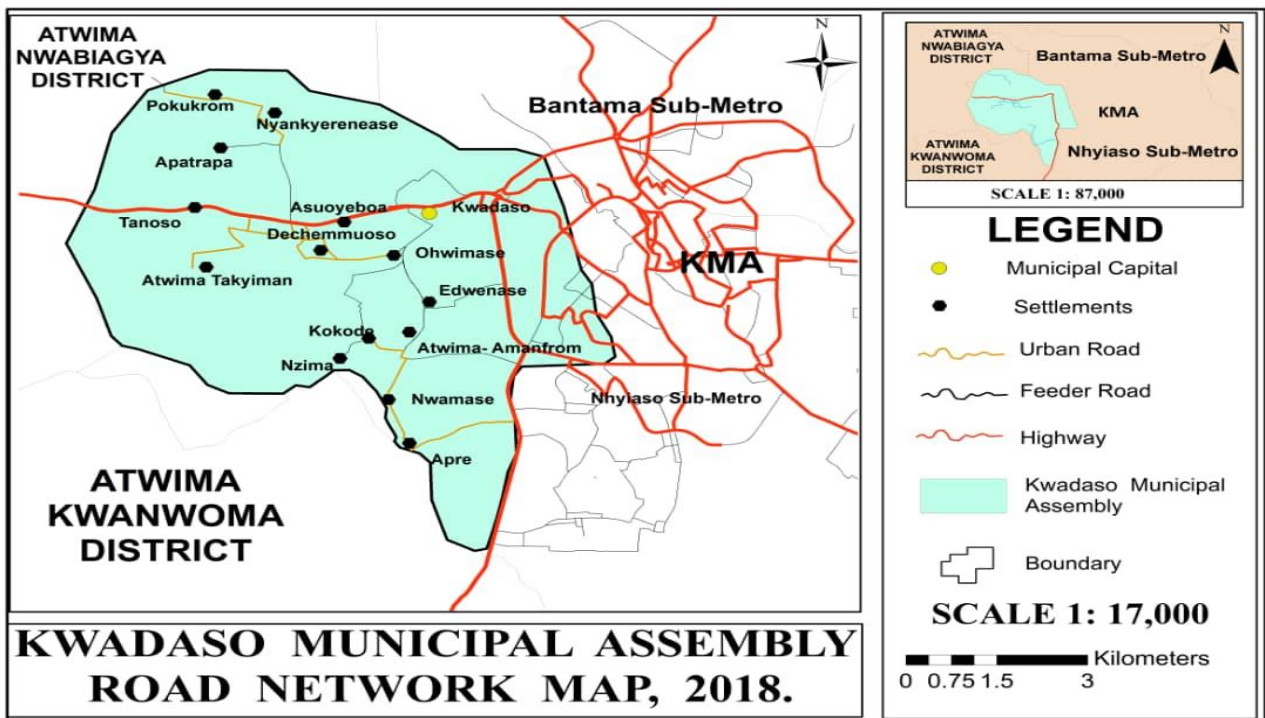 ATWIMA
NWABIAGYA
DISTRICT
N
Bantama Sub-Metro
Pokukrom
Nyankyerenease
Apatrapa
Tanoso
Asuoyeboa
Kwadaso
Dechemmuoso
Ohwimase
KMA
Atwima Takyiman
Edwenase
Kokode
Atwima- Amanfrom
Nzima
Nwamase
Nhyiaso Sub-Metro
Apre
ATWIMA
KWANWOMA
DISTRICT
KWADASO MUNICIPAL ASSEMBLY
ROAD NETWORK MAP, 2018.
ATWIMA
NWABIAGYA
DISTRICT
N
Bantama Sub-Metro
KMA
ATWIMA
KWANWOMA
DISTRICT
Nhyiaso Sub-Metro
SCALE 1: 87,000
LEGEND
Municipal Capital
Settlements
Urban Road
Feeder Road
Highway
Kwadaso Municipal
Assembly
Boundary
SCALE 1: 17,000
Kilometers
0 0.75 1.5 3